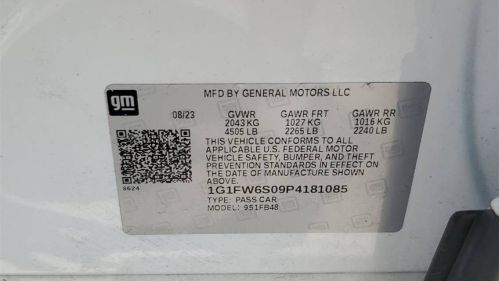 gm
MFD BY GENERAL MOTORS LLC
08/23 GVWR GAWR FRT GAWR RR
2043 KG 1027 KG 1016 KG
4505 LB 2265 LB 2240 LB
THIS VEHICLE CONFORMS TO ALL
APPLICABLE U.S. FEDERAL MOTOR
VEHICLE SAFETY, BUMPER, AND THEFT
PREVENTION STANDARDS IN EFFECT ON
THE DATE OF MANUFACTURE SHOWN ABOVE.
8624
1G1FW6S09P4181085
TYPE: PASS CAR
MODEL: 951FB48